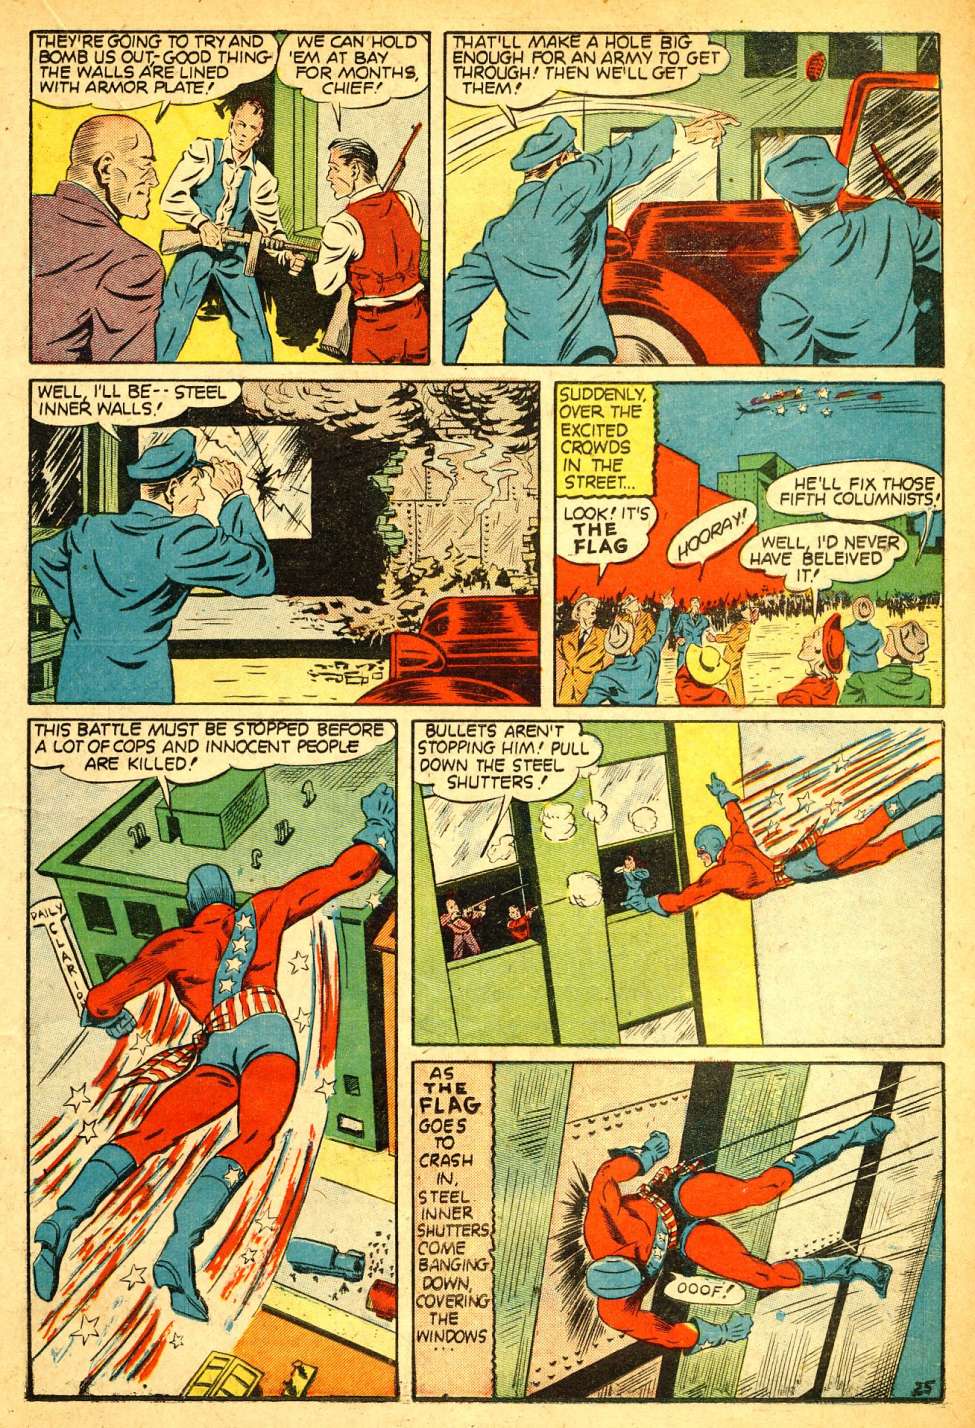 THEY'RE GOING TO TRY AND
BOMB US OUT-GOOD THING
THE WALLS ARE LINED
WITH ARMOR PLATE!
WE CAN HOLD
'EM AT BAY
FOR MONTHS,
CHIEF!
THAT'LL MAKE A HOLE BIG
ENOUGH FOR AN ARMY TO GET
THROUGH! THEN WE'LL GET
THEM!
WELL, I'LL BE-- STEEL
INNER WALLS!
SUDDENLY,
OVER THE
EXCITED
CROWDS
IN THE
STREET...
LOOK! IT'S
THE
FLAG
HOORAY!
HE'LL FIX THOSE
FIFTH COLUMNISTS!
WELL, I'D NEVER
HAVE BELEIVED
IT!
THIS BATTLE MUST BE STOPPED BEFORE
A LOT OF COPS AND INNOCENT PEOPLE
ARE KILLED!
DAILY
CLARION
BULLETS AREN'T
STOPPING HIM! PULL
DOWN THE STEEL
SHUTTERS!
AS
THE
FLAG
GOES
TO
CRASH
IN,
STEEL
INNER
SHUTTERS
COME
BANGING
DOWN,
COVERING
THE
WINDOWS
...
OOOF!
25